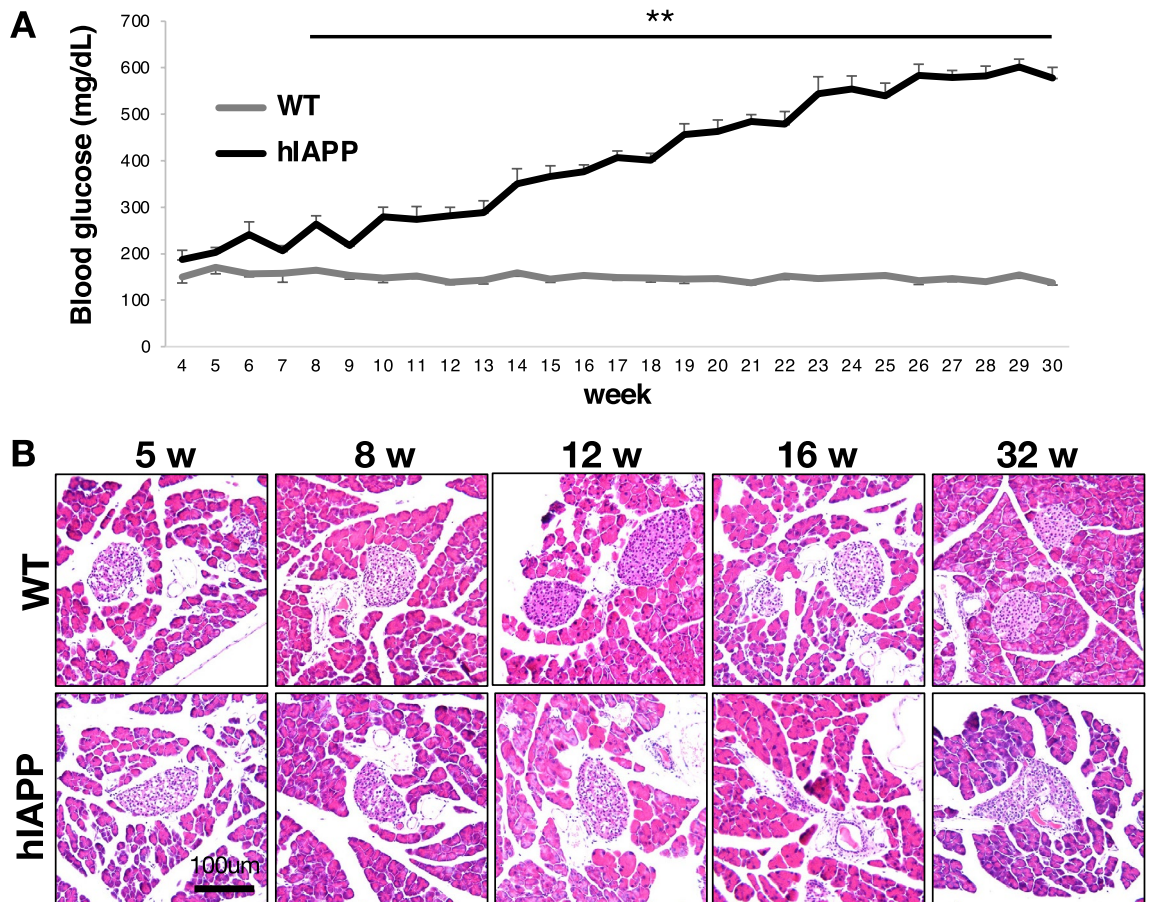 A
**
Blood glucose (mg/dL)
700
600
500
400
300
200
100
0
WT
hIAPP
4 5 6 7 8 9 10 11 12 13 14 15 16 17 18 19 20 21 22 23 24 25 26 27 28 29 30
week
B
5 w 8 w 12 w 16 w 32 w
WT
hIAPP
100um